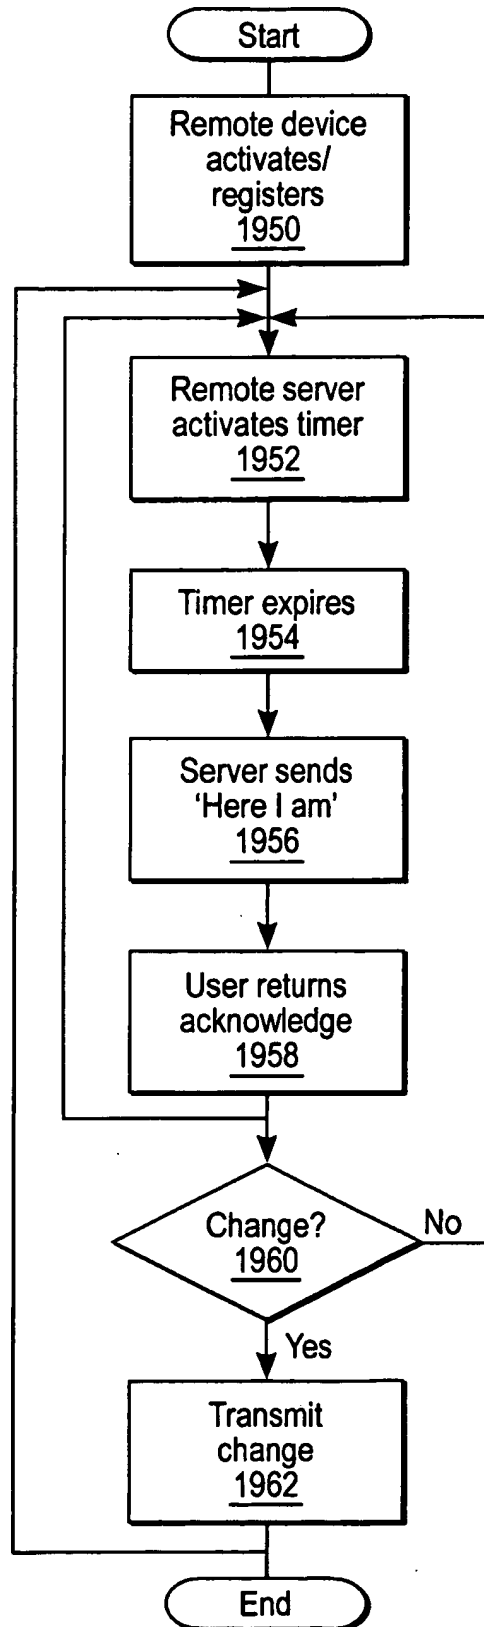 Start
Remote device
activates/
registers
1950
Remote server
activates timer
1952
Timer expires
1954
Server sends
'Here I am'
1956
User returns
acknowledge
1958
Change?
1960
No
Yes
Transmit
change
1962
End